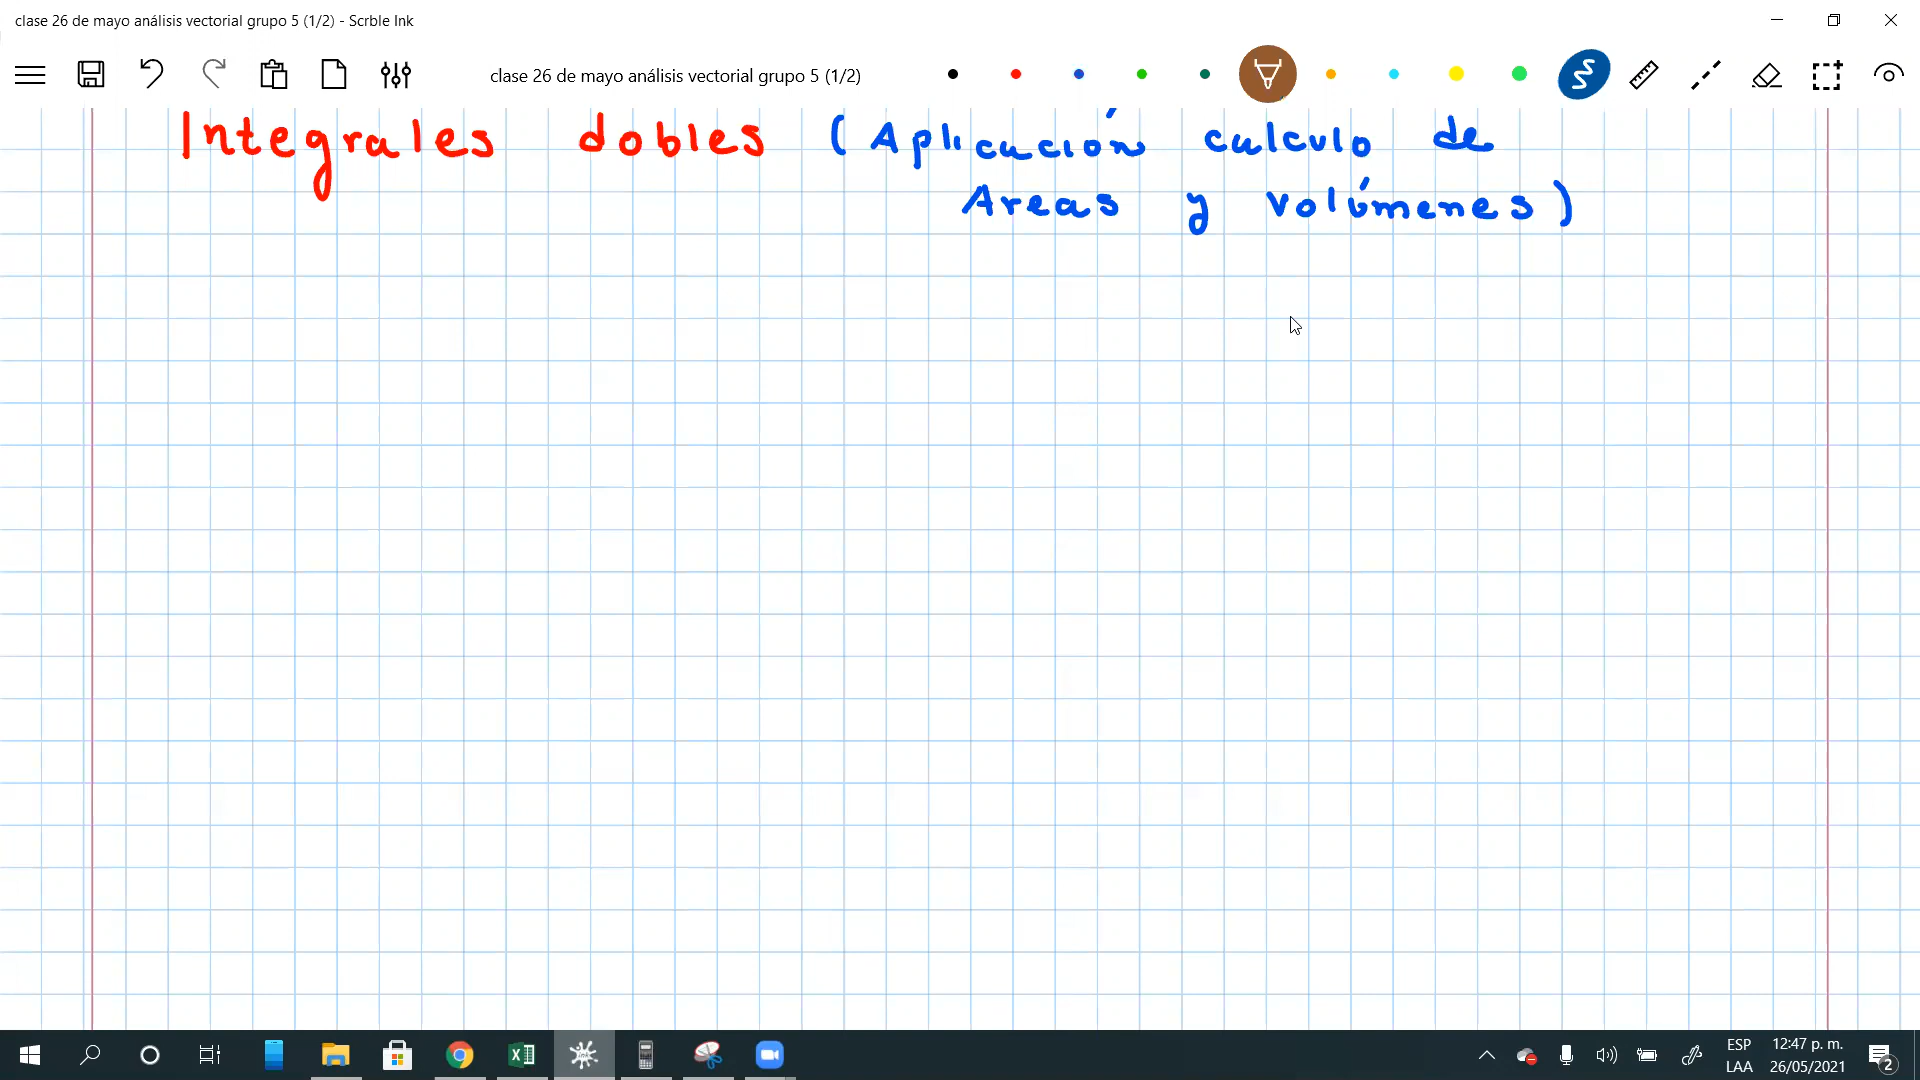 clase 26 de mayo análisis vectorial grupo 5 (1/2) - Scrble Ink
clase 26 de mayo análisis vectorial grupo 5 (1/2)
Integrales dobles (Aplicación calculo de
Areas y volúmenes)
ESP
LAA
12:47 p. m.
26/05/2021
2